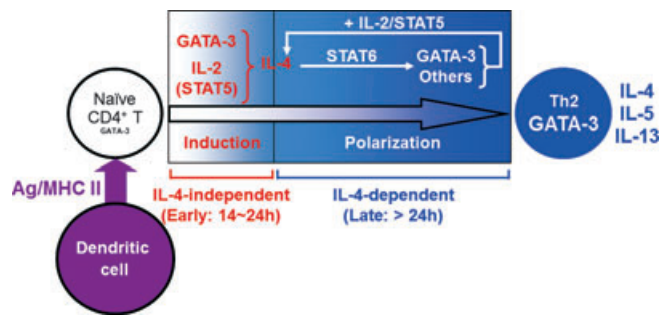 + IL-2/STAT5
GATA-3
IL-2
(STAT5)
IL-4
STAT6
GATA-3
Others
Naïve
CD4+ T
GATA-3
Th2
GATA-3
IL-4
IL-5
IL-13
Induction
Polarization
Ag/MHC II
IL-4-independent
(Early: 14~24h)
IL-4-dependent
(Late: > 24h)
Dendritic
cell